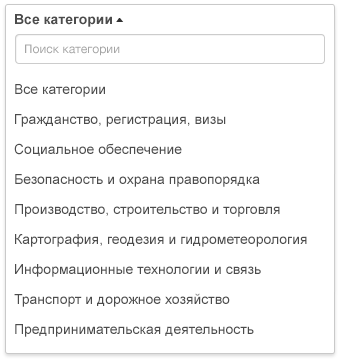 Все категории
Поиск категории
Все категории
Гражданство, регистрация, визы
Социальное обеспечение
Безопасность и охрана правопорядка
Производство, строительство и торговля
Картография, геодезия и гидрометеорология
Информационные технологии и связь
Транспорт и дорожное хозяйство
Предпринимательская деятельность